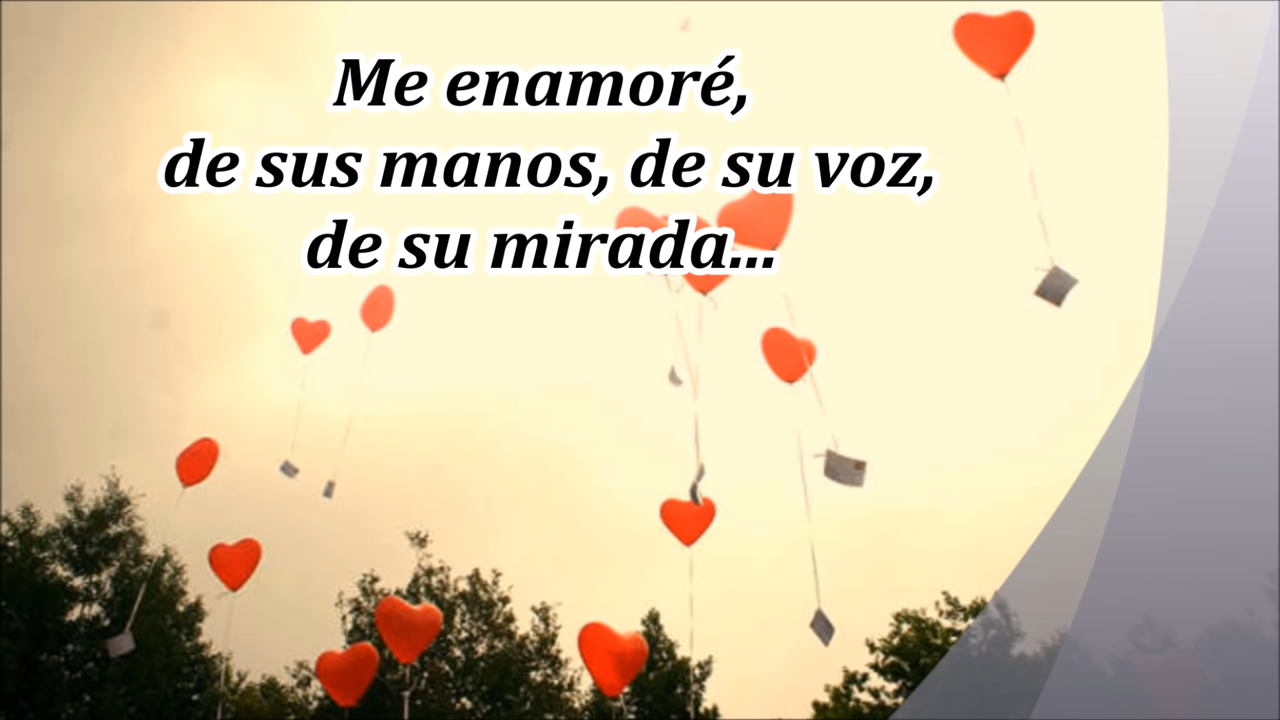 Me enamoré,
de sus manos, de su voz,
de su mirada...